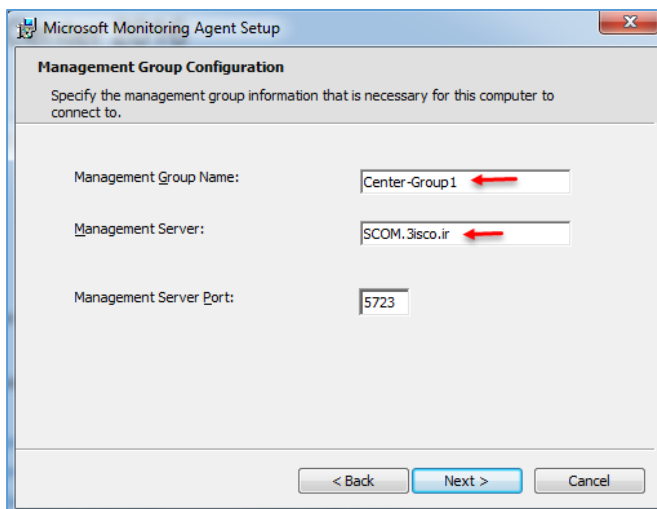 Microsoft Monitoring Agent Setup
Management Group Configuration
Specify the management group information that is necessary for this computer to
connect to.
Management Group Name:
Center-Group1
Management Server:
SCOM.3isco.ir
Management Server Port:
5723
< Back
Next >
Cancel